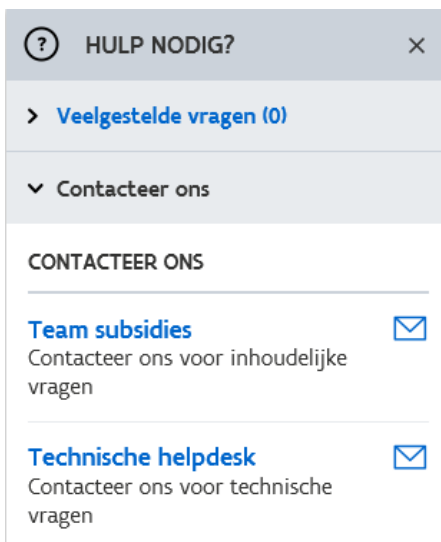 HULP NODIG?
Veelgestelde vragen (0)
Contacteer ons
CONTACTEER ONS
Team subsidies
Contacteer ons voor inhoudelijke
vragen
Technische helpdesk
Contacteer ons voor technische
vragen